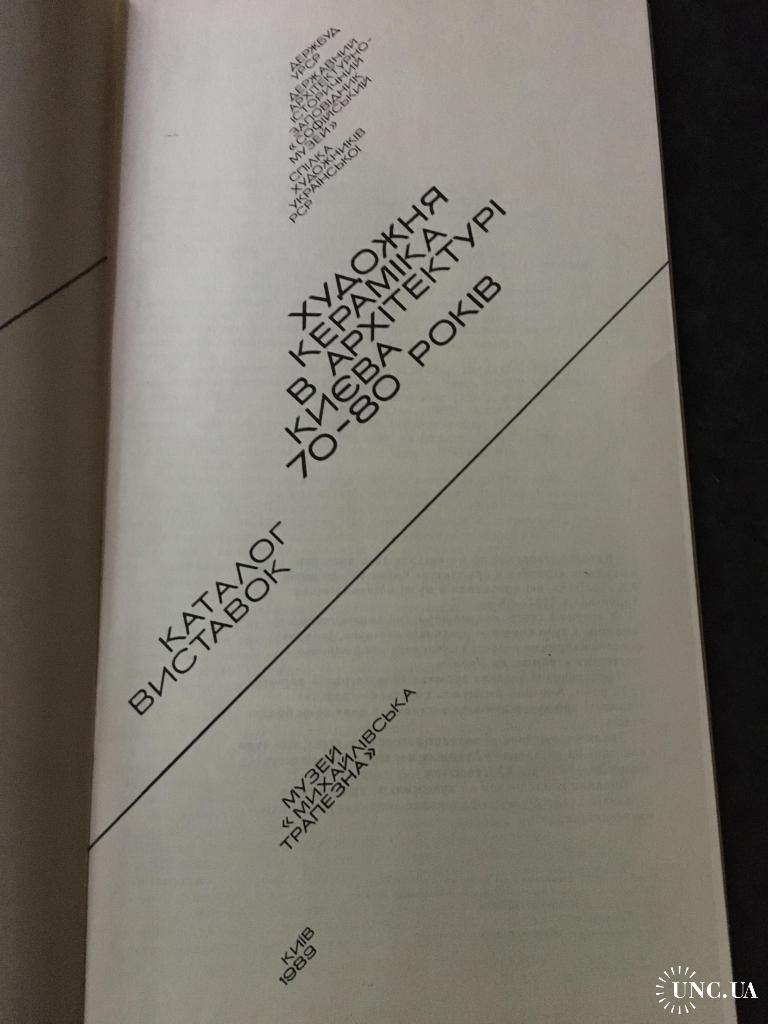 ДЕРЖБУД
УРСР
ДЕРЖАВНИЙ
АРХІТЕКТУРНО-
ІСТОРИЧНИЙ
ЗАПОВІДНИК
«СОФІЙСЬКИЙ
МУЗЕЙ»
СПІЛКА
ХУДОЖНИКІВ
УКРАЇНСЬКОЇ
РСР
ХУДОЖНЯ
КЕРАМІКА
В АРХІТЕКТУРІ
КИЄВА
70–80 РОКІВ
КАТАЛОГ
ВИСТАВОК
МУЗЕЙ
«МИХАЙЛІВСЬКА
ТРАПЕЗНА»
КИЇВ
1989
UNC.UA